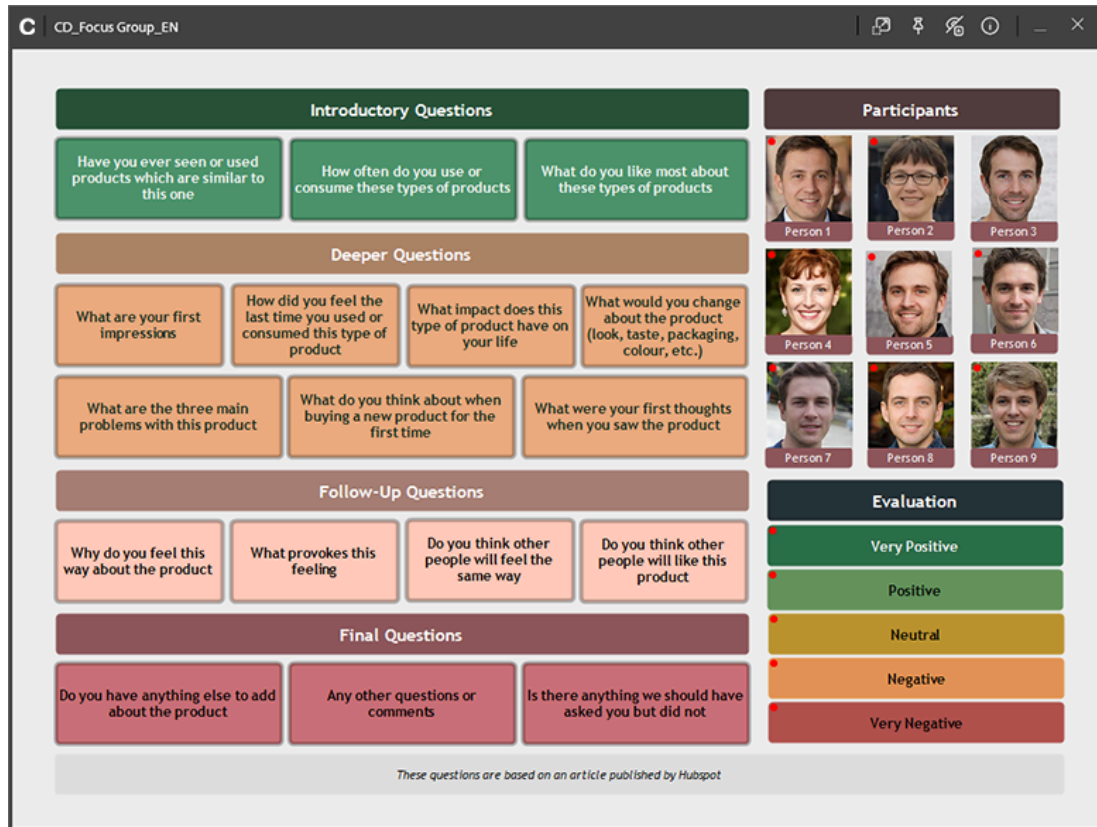 C CD_Focus Group_EN
Introductory Questions
Have you ever seen or used
products which are similar to
this one
How often do you use or
consume these types of products
What do you like most about
these types of products
Deeper Questions
What are your first
impressions
How did you feel the
last time you used or
consumed this type of
product
What impact does this
type of product have on
your life
What would you change
about the product
(look, taste, packaging,
colour, etc.)
What are the three main
problems with this product
What do you think about when
buying a new product for the
first time
What were your first thoughts
when you saw the product
Follow-Up Questions
Why do you feel this
way about the product
What provokes this
feeling
Do you think other
people will feel the
same way
Do you think other
people will like this
product
Final Questions
Do you have anything else to add
about the product
Any other questions or
comments
Is there anything we should have
asked you but did not
These questions are based on an article published by Hubspot
Participants
Person 1
Person 2
Person 3
Person 4
Person 5
Person 6
Person 7
Person 8
Person 9
Evaluation
Very Positive
Positive
Neutral
Negative
Very Negative